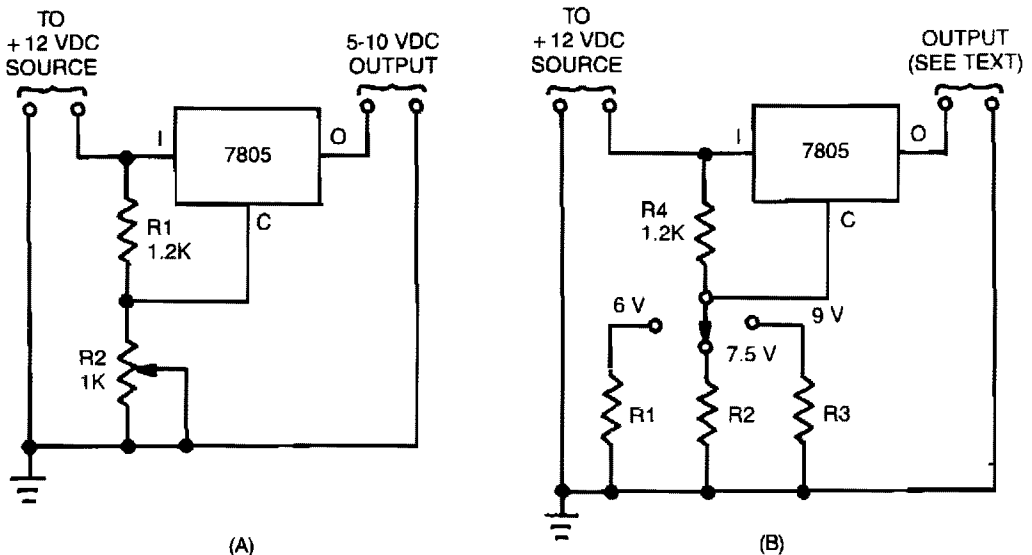 TO
+ 12 VDC
SOURCE
5-10 VDC
OUTPUT
I
7805
O
C
R1
1.2K
R2
1K
(A)
TO
+ 12 VDC
SOURCE
OUTPUT
(SEE TEXT)
I
7805
O
C
R4
1.2K
6 V
9 V
7.5 V
R1
R2
R3
(B)